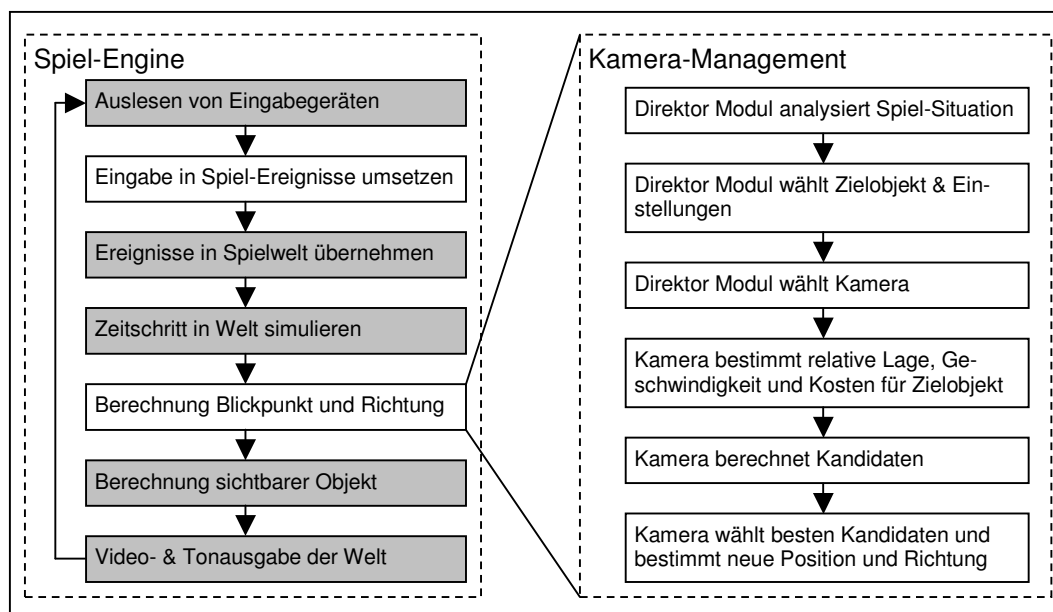 Spiel-Engine
Auslesen von Eingabegeräten
Eingabe in Spiel-Ereignisse umsetzen
Ereignisse in Spielwelt übernehmen
Zeitschritt in Welt simulieren
Berechnung Blickpunkt und Richtung
Berechnung sichtbarer Objekt
Video- & Tonausgabe der Welt
Kamera-Management
Direktor Modul analysiert Spiel-Situation
Direktor Modul wählt Zielobjekt & Ein-
stellungen
Direktor Modul wählt Kamera
Kamera bestimmt relative Lage, Ge-
schwindigkeit und Kosten für Zielobjekt
Kamera berechnet Kandidaten
Kamera wählt besten Kandidaten und
bestimmt neue Position und Richtung